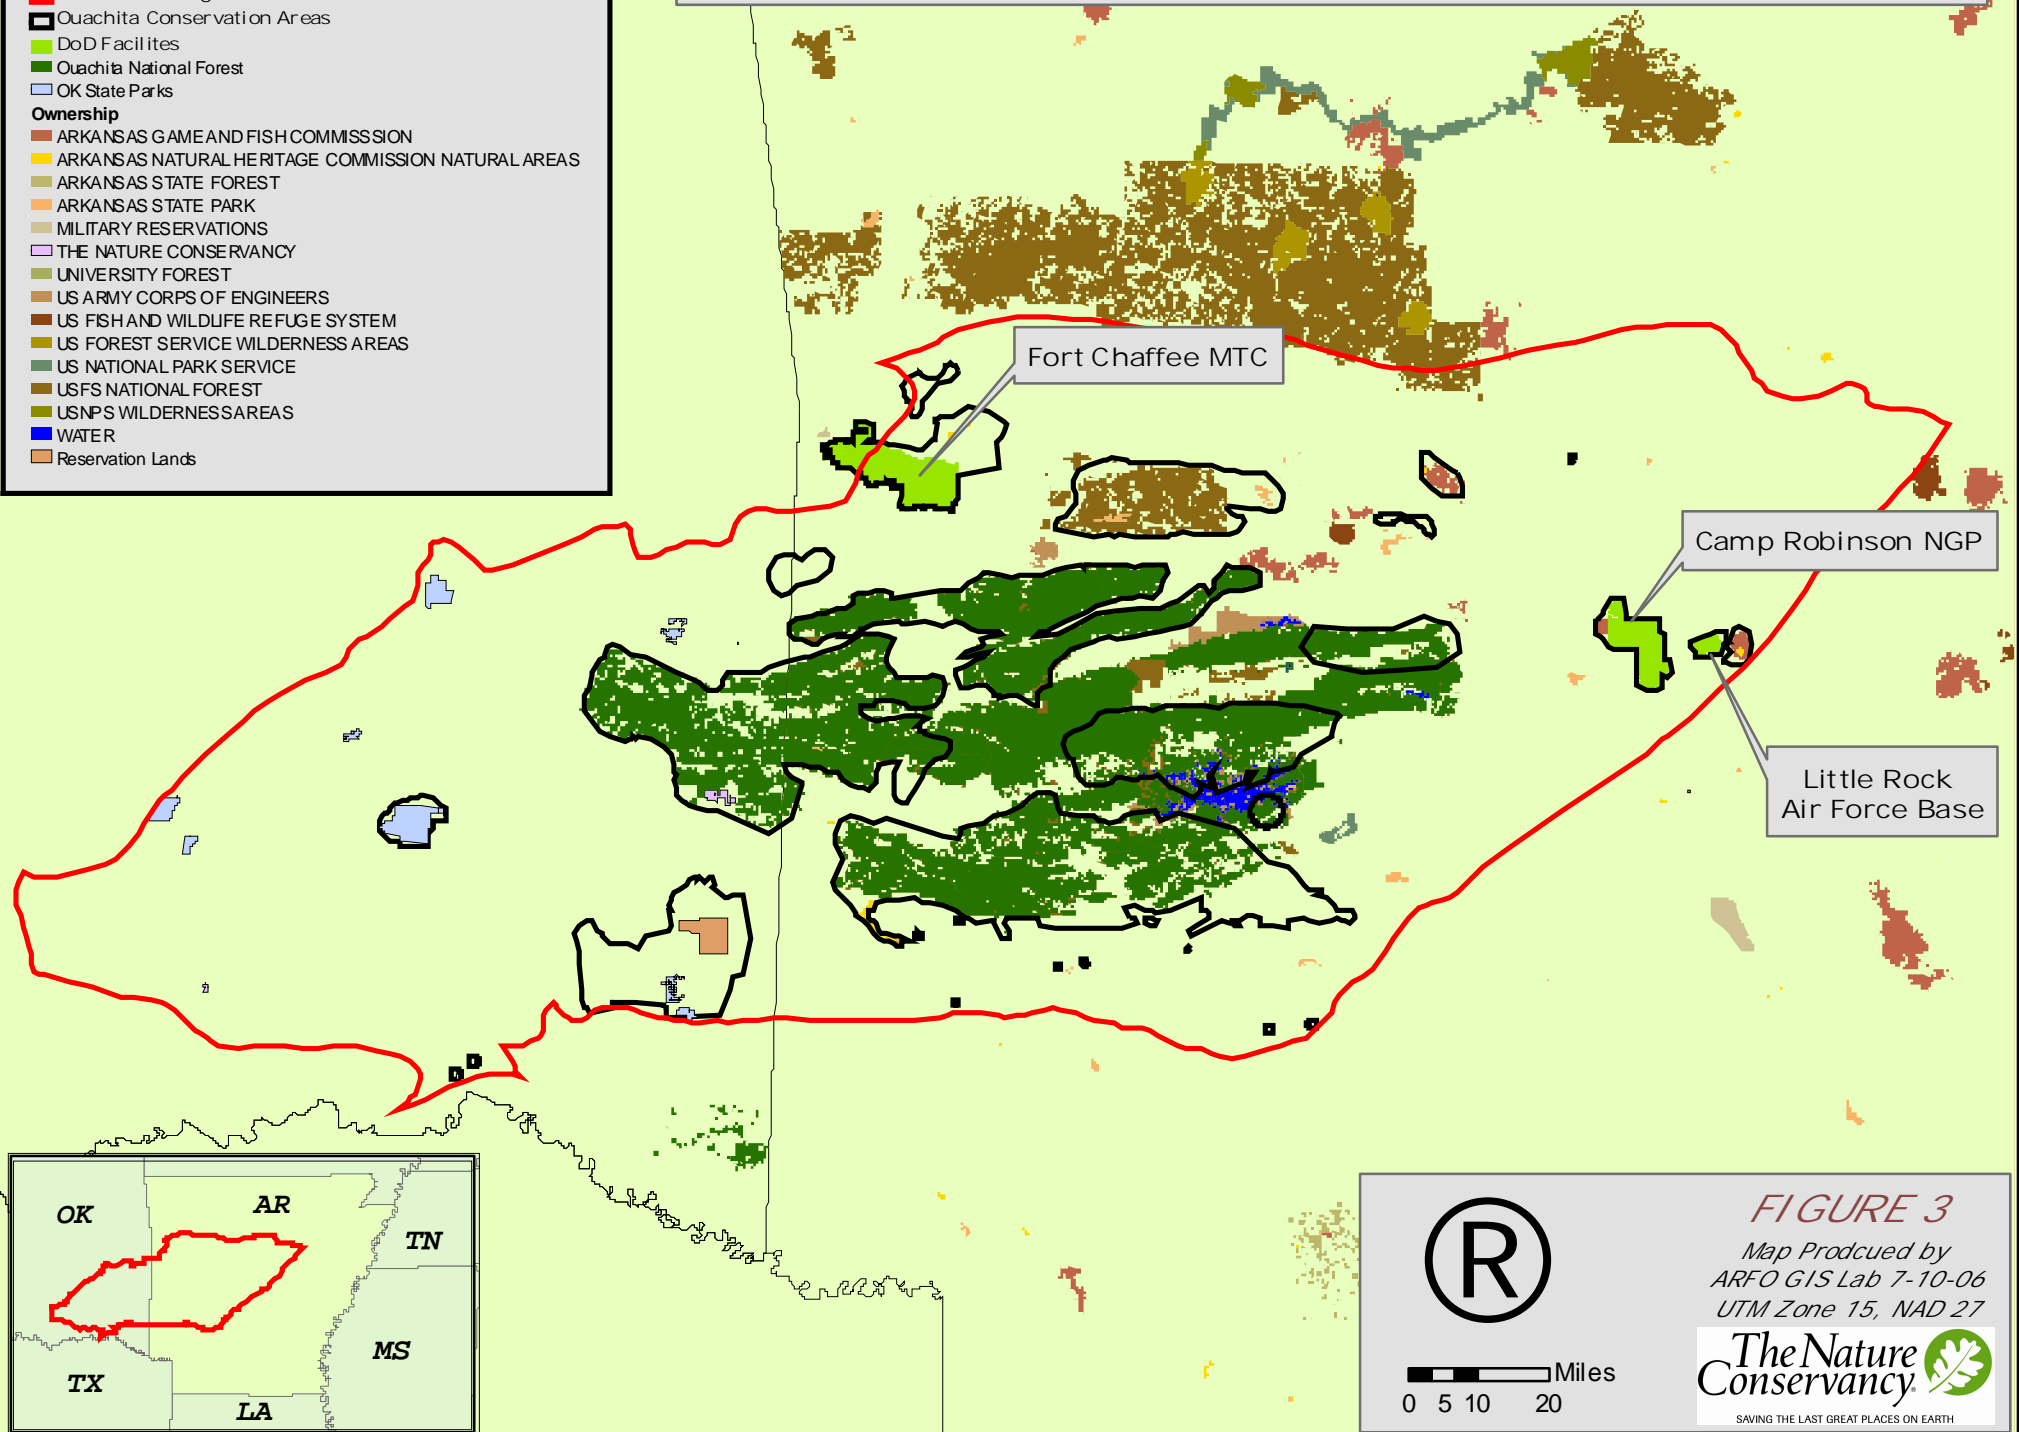 Ouachita Conservation Areas
DoD Facilites
Ouachita National Forest
OK State Parks
Ownership
ARKANSAS GAME AND FISH COMMISSSION
ARKANSAS NATURAL HERITAGE COMMISSION NATURAL AREAS
ARKANSAS STATE FOREST
ARKANSAS STATE PARK
MILITARY RESERVATIONS
THE NATURE CONSERVANCY
UNIVERSITY FOREST
US ARMY CORPS OF ENGINEERS
US FISH AND WILDLIFE REFUGE SYSTEM
US FOREST SERVICE WILDERNESS AREAS
US NATIONAL PARK SERVICE
USFS NATIONAL FOREST
USNPS WILDERNESS AREAS
WATER
Reservation Lands
Fort Chaffee MTC
Camp Robinson NGP
Little Rock
Air Force Base
OK
AR
TN
MS
TX
LA
R
Miles
0 5 10 20
FIGURE 3
Map Prodcued by
ARFO GIS Lab 7-10-06
UTM Zone 15, NAD 27
The Nature
Conservancy
SAVING THE LAST GREAT PLACES ON EARTH